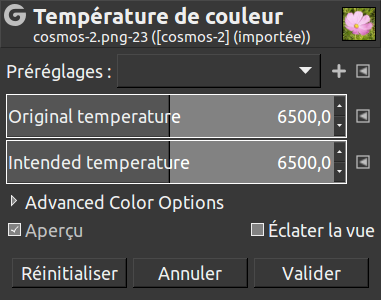 Température de couleur
cosmos-2.png-23 ([cosmos-2] (importée))
Préréglages :
Original temperature 6500,0
Intended temperature 6500,0
Advanced Color Options
Aperçu Éclater la vue
Réinitialiser Annuler Valider